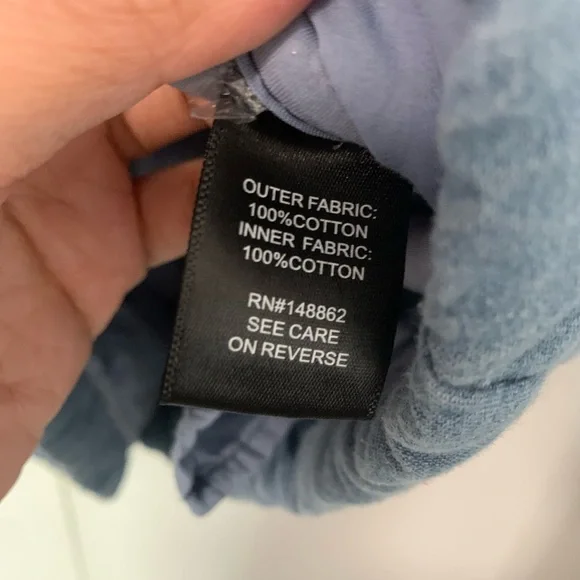 OUTER FABRIC:
100%COTTON
INNER FABRIC:
100%COTTON
RN#148862
SEE CARE
ON REVERSE